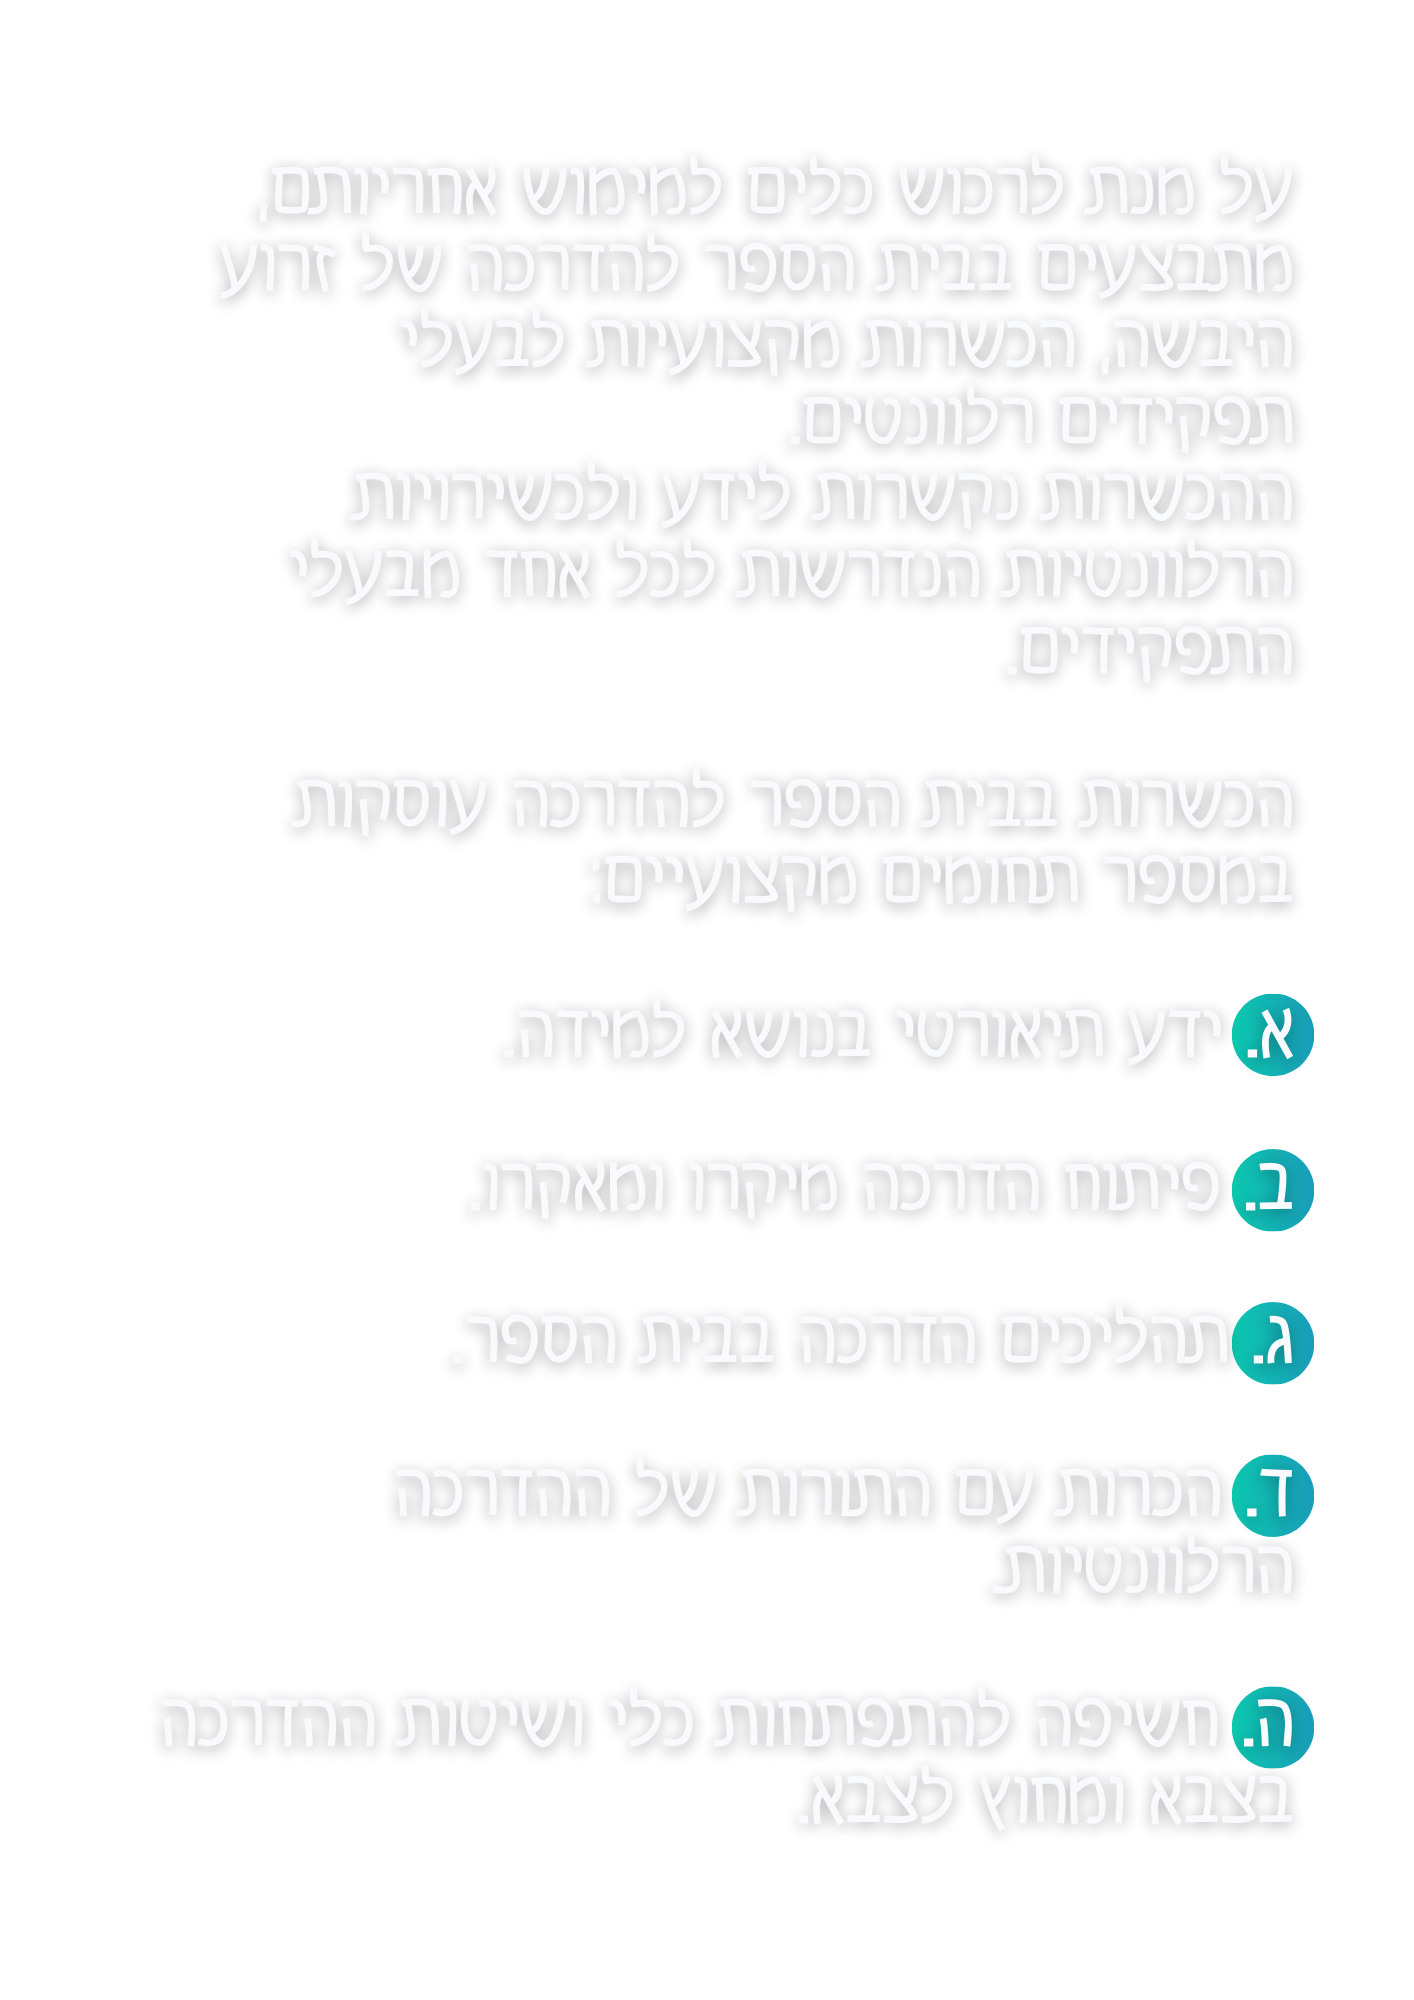 על מנת לרכוש כלים למימוש אחריותם,
מתבצעים בבית הספר להדרכה של זרוע
היבשה, הכשרות מקצועיות לבעלי
תפקידים רלוונטים.
ההכשרות נקשרות לידע ולכשירויות
הרלוונטיות הנדרשות לכל אחד מבעלי
התפקידים.
הכשרות בבית הספר להדרכה עוסקות
במספר תחומים מקצועיים:
א. ידע תיאורטי בנושא למידה.
ב. פיתוח הדרכה מיקרו ומאקרו.
ג. תהליכים הדרכה בבית הספר.
ד. הכרות עם התורות של ההדרכה
הרלוונטיות.
ה. חשיפה להתפתחות כלי ושיטות ההדרכה
בצבא ומחוץ לצבא.